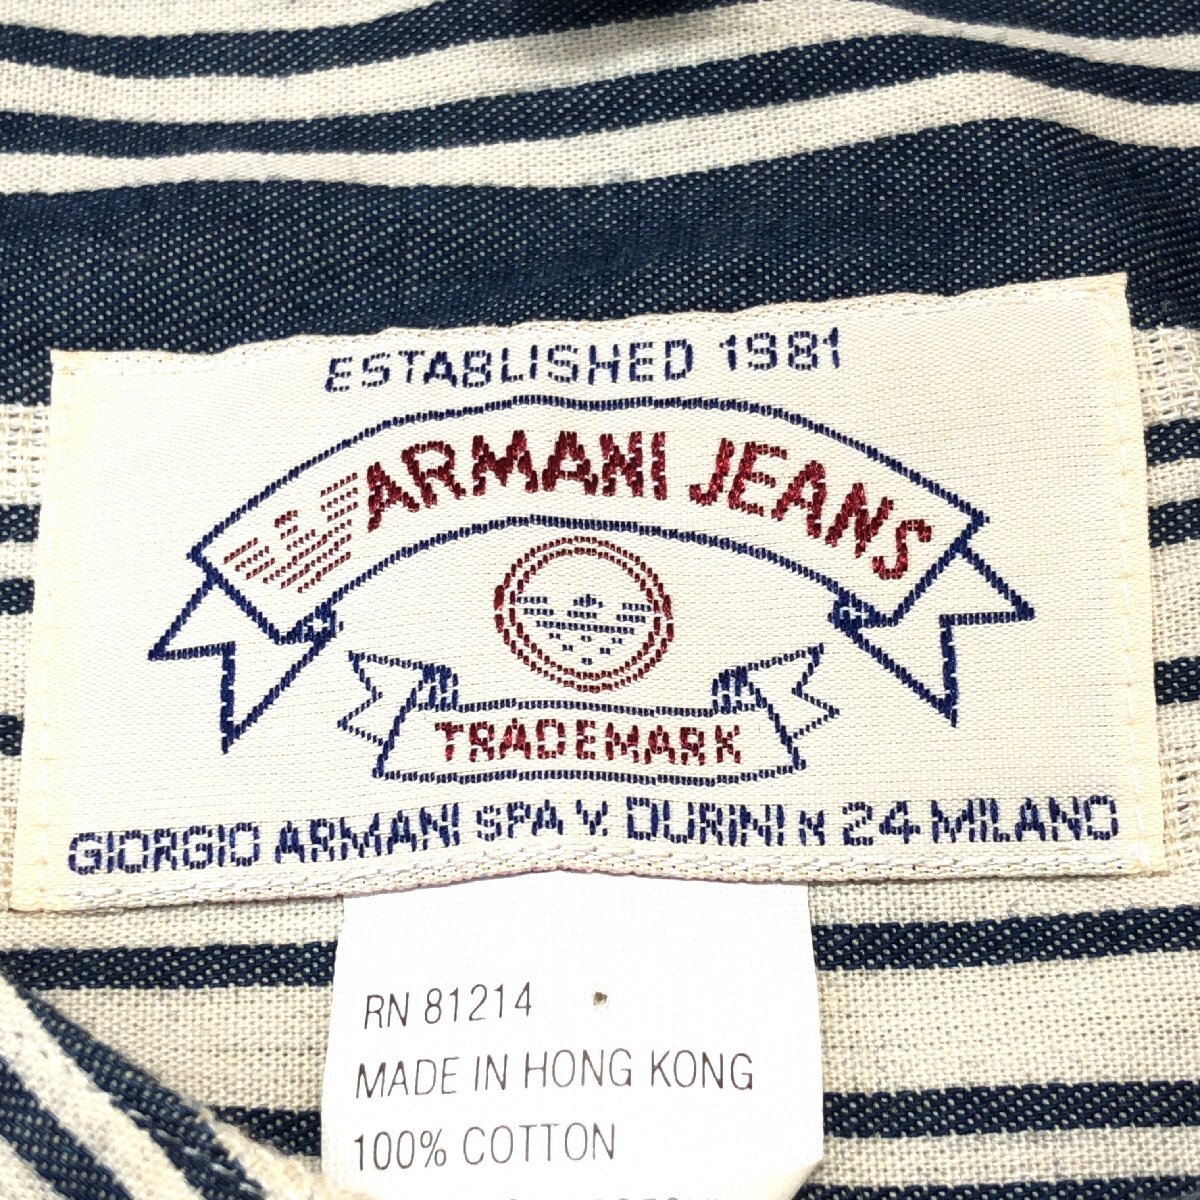 ESTABLISHED 1981
ARMANI JEANS
TRADEMARK
GIORGIO ARMANI SPA V. DURINI N 24 MILANO
RN 81214
MADE IN HONG KONG
100% COTTON